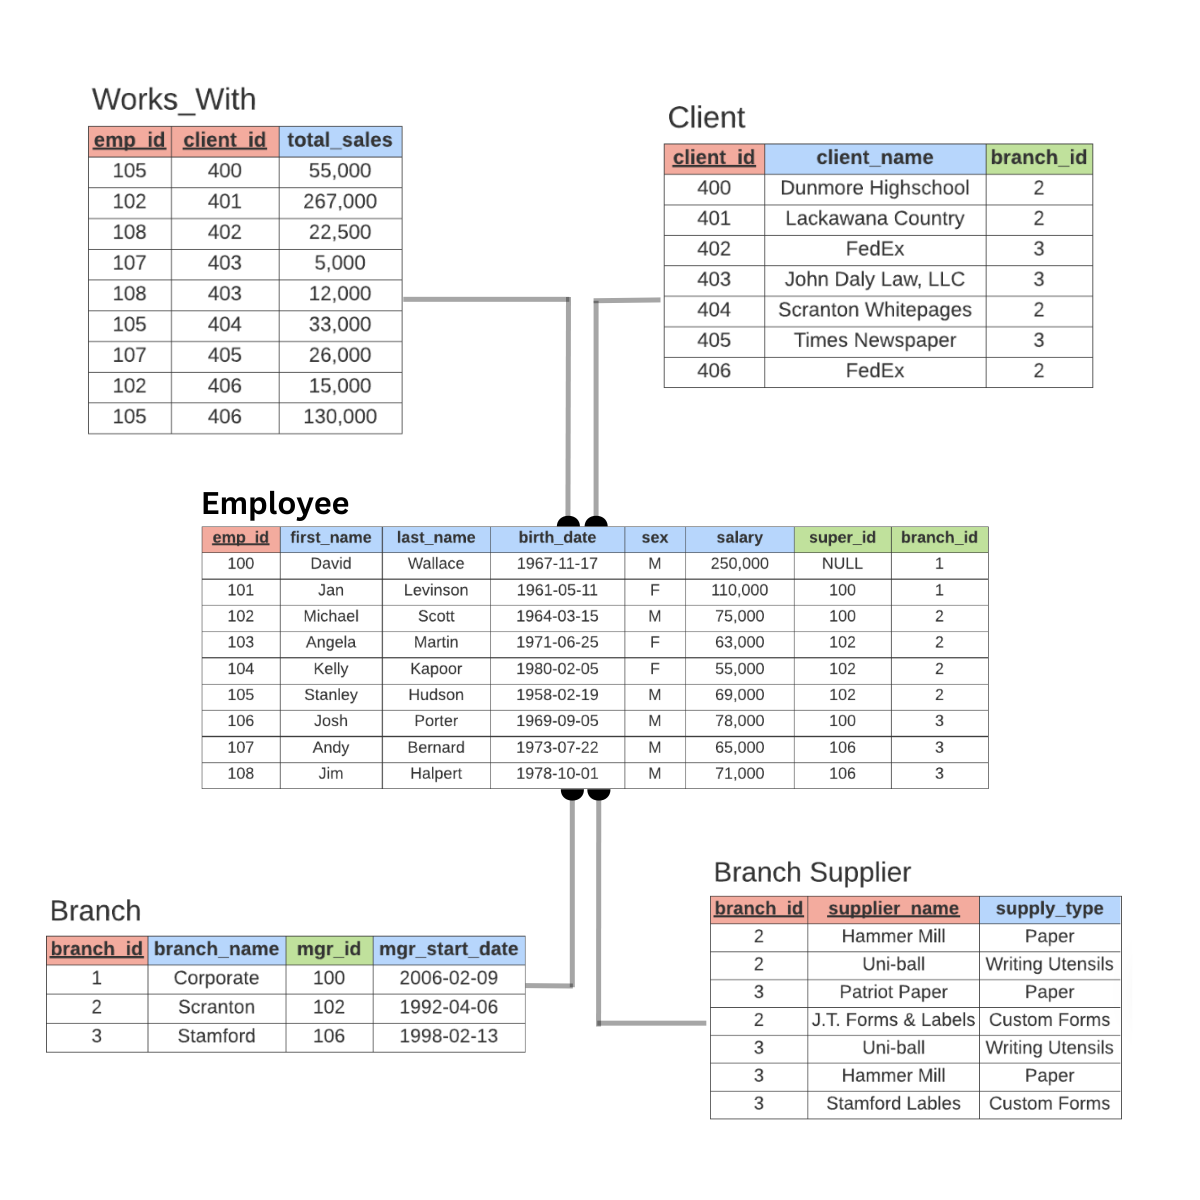 Works_With
emp_id client_id total_sales
105 400 55,000
102 401 267,000
108 402 22,500
107 403 5,000
108 403 12,000
105 404 33,000
107 405 26,000
102 406 15,000
105 406 130,000
Client
client_id client_name branch_id
400 Dunmore Highschool 2
401 Lackawana Country 2
402 FedEx 3
403 John Daly Law, LLC 3
404 Scranton Whitepages 2
405 Times Newspaper 3
406 FedEx 2
Employee
emp_id first_name last_name birth_date sex salary super_id branch_id
100 David Wallace 1967-11-17 M 250,000 NULL 1
101 Jan Levinson 1961-05-11 F 110,000 100 1
102 Michael Scott 1964-03-15 M 75,000 100 2
103 Angela Martin 1971-06-25 F 63,000 102 2
104 Kelly Kapoor 1980-02-05 F 55,000 102 2
105 Stanley Hudson 1958-02-19 M 69,000 102 2
106 Josh Porter 1969-09-05 M 78,000 100 3
107 Andy Bernard 1973-07-22 M 65,000 106 3
108 Jim Halpert 1978-10-01 M 71,000 106 3
Branch
branch_id branch_name mgr_id mgr_start_date
1 Corporate 100 2006-02-09
2 Scranton 102 1992-04-06
3 Stamford 106 1998-02-13
Branch Supplier
branch_id supplier_name supply_type
2 Hammer Mill Paper
2 Uni-ball Writing Utensils
3 Patriot Paper Paper
2 J.T. Forms & Labels Custom Forms
3 Uni-ball Writing Utensils
3 Hammer Mill Paper
3 Stamford Lables Custom Forms